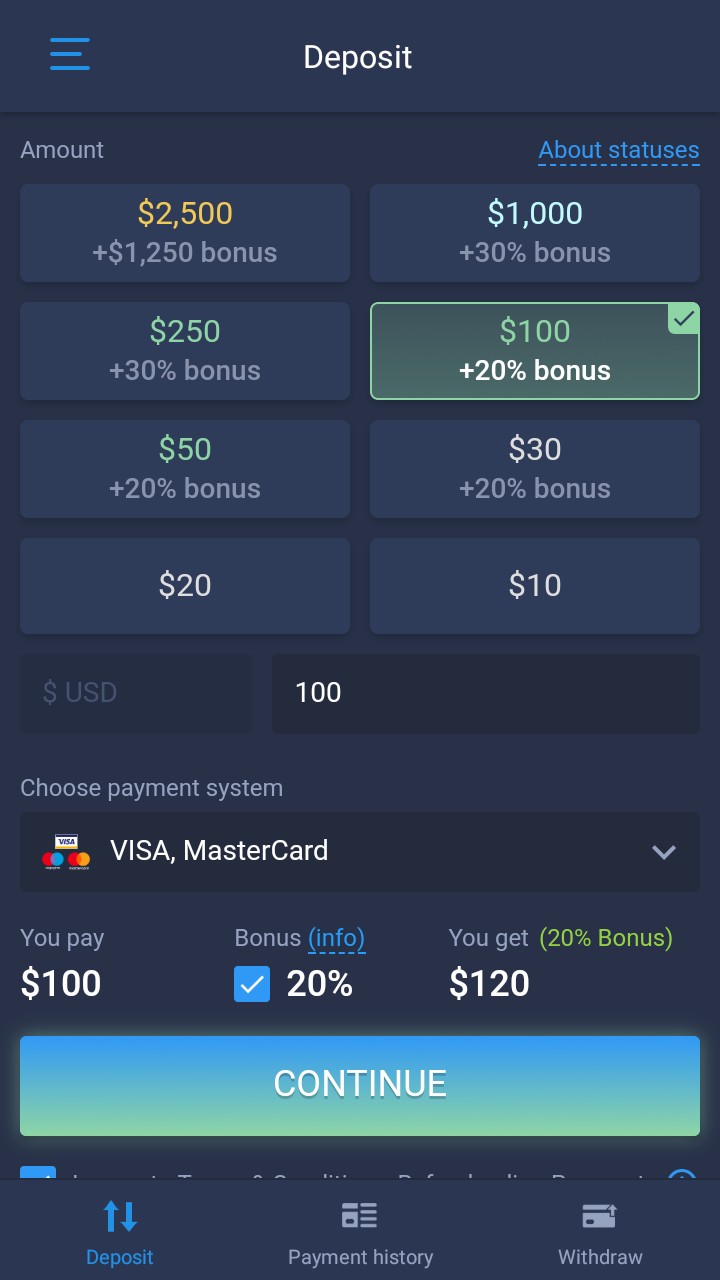 Deposit
Amount
About statuses
$2,500
+$1,250 bonus
$1,000
+30% bonus
$250
+30% bonus
$100
+20% bonus
$50
+20% bonus
$30
+20% bonus
$20
$10
$ USD
100
Choose payment system
VISA
VISA, MasterCard
You pay
Bonus (info)
You get (20% Bonus)
$100
20%
$120
CONTINUE
Deposit
Payment history
Withdraw